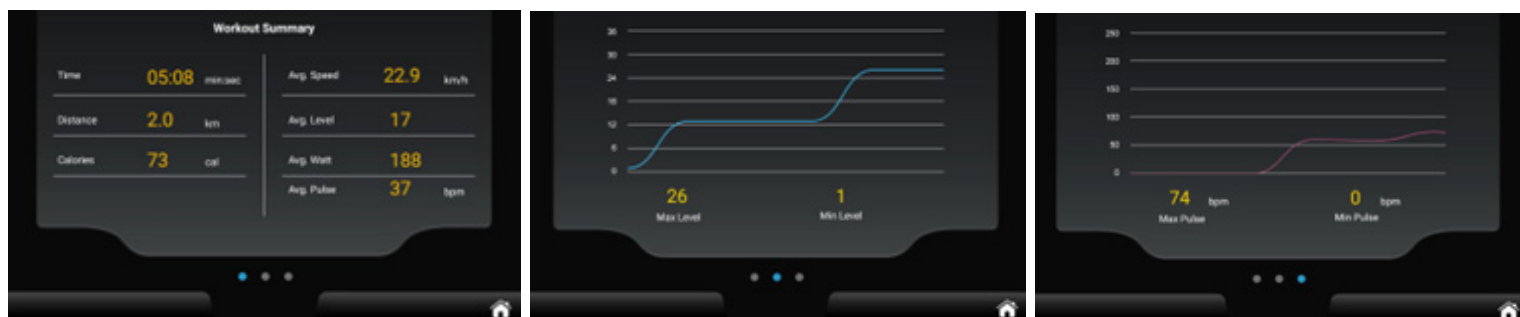 Workout Summary
Time 05:08 min:sec
Distance 2.0 km
Calories 73 cal
Avg. Speed 22.9 km/h
Avg. Level 17
Avg. Watt 188
Avg. Pulse 37 bpm
36
30
24
18
12
6
0
26
Max Level
1
Min Level
250
200
150
100
50
0
74 bpm
Max Pulse
0 bpm
Min Pulse